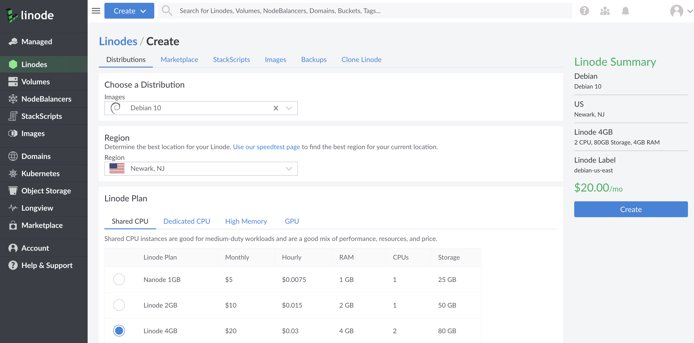 linode
Create
Search for Linodes, Volumes, NodeBalancers, Domains, Buckets, Tags...
Managed
Linodes
Volumes
NodeBalancers
StackScripts
Images
Domains
Kubernetes
Object Storage
Longview
Marketplace
Account
Help & Support
Linodes / Create
Distributions Marketplace StackScripts Images Backups Clone Linode
Choose a Distribution
Images
Debian 10
Region
Determine the best location for your Linode. Use our speedtest page to find the best region for your current location.
Region
Newark, NJ
Linode Plan
Shared CPU Dedicated CPU High Memory GPU
Shared CPU instances are good for medium-duty workloads and are a good mix of performance, resources, and price.
Linode Plan Monthly Hourly RAM CPUs Storage
Nanode 1GB $5 $0.0075 1 GB 1 25 GB
Linode 2GB $10 $0.015 2 GB 1 50 GB
Linode 4GB $20 $0.03 4 GB 2 80 GB
Linode Summary
Debian
Debian 10
US
Newark, NJ
Linode 4GB
2 CPU, 80GB Storage, 4GB RAM
Linode Label
debian-us-east
$20.00/mo
Create